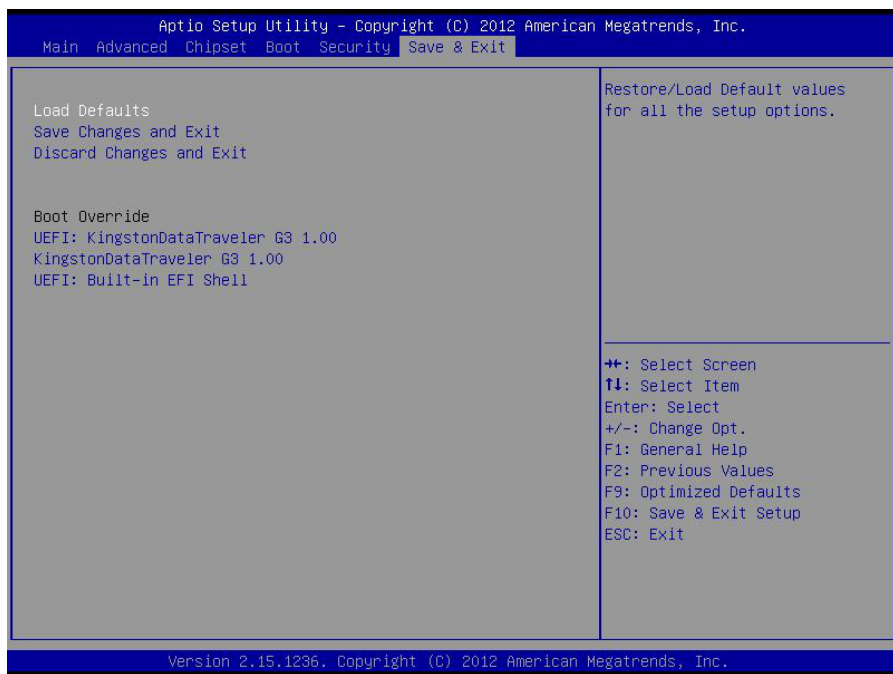 Aptio Setup Utility – Copyright (C) 2012 American Megatrends, Inc.
Main Advanced Chipset Boot Security Save & Exit
Load Defaults
Save Changes and Exit
Discard Changes and Exit
Boot Override
UEFI: KingstonDataTraveler G3 1.00
KingstonDataTraveler G3 1.00
UEFI: Built-in EFI Shell
Restore/Load Default values
for all the setup options.
→←: Select Screen
↑↓: Select Item
Enter: Select
+/-: Change Opt.
F1: General Help
F2: Previous Values
F9: Optimized Defaults
F10: Save & Exit Setup
ESC: Exit
Version 2.15.1236. Copyright (C) 2012 American Megatrends, Inc.